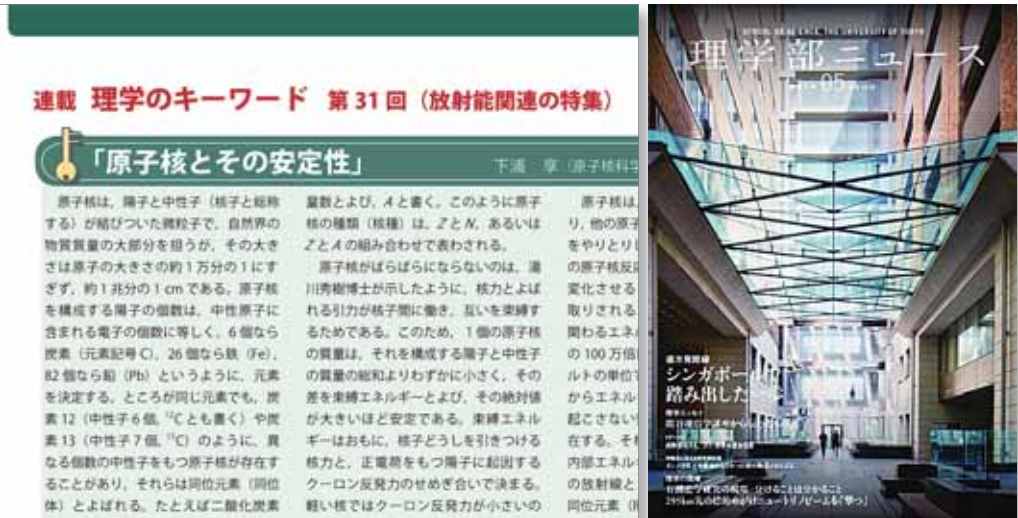 連載 理学のキーワード 第31回(放射能関連の特集)
「原子核とその安定性」
下浦 享(原子核科学
原子核は,陽子と中性子(核子と総称
する)が結びついた微粒子で,自然界の
物質質量の大部分を担うが,その大き
さは原子の大きさの約1万分の1にす
ぎず,約1兆分の1cmである。原子核
を構成する陽子の個数は,中性原子に
含まれる電子の個数に等しく,6個なら
炭素(元素記号C),26個なら鉄(Fe),
82個なら鉛(Pb)というように,元素
を決定する。ところが同じ元素でも,炭
素12(中性子6個,¹²Cとも書く)や炭
素13(中性子7個,¹³C)のように,異
なる個数の中性子をもつ原子核が存在す
ることがあり,それらは同位元素(同位
体)とよばれる。たとえば二酸化炭素
量数とよび,Aと書く。このように原子
核の種類(核種)は,ZとN,あるいは
ZとAの組み合わせで表わされる。
原子核がばらばらにならないのは,湯
川秀樹博士が示したように,核力とよば
れる引力が核子間に働き,互いを束縛す
るためである。このため,1個の原子核
の質量は,それを構成する陽子と中性子
の質量の総和よりわずかに小さく,その
差を束縛エネルギーとよび,その絶対値
が大きいほど安定である。束縛エネル
ギーはおもに,核子どうしを引きつける
核力と,正電荷をもつ陽子に起因する
クーロン反発力のせめぎ合いで決まる。
軽い核ではクーロン反発力が小さいの
原子核は,
り,他の原子
をやりとりし
の原子核反応
変化させる
取りされる
関わるエネル
の100万倍
ルトの単位で
からエネル
起こさない
在する。それ
内部エネル
の放射線と
同位元素(
SCHOOL OF SCIENCE, THE UNIVERSITY OF TOKYO
理学部ニュース
05
遠方見聞録
シンガポール
踏み出した